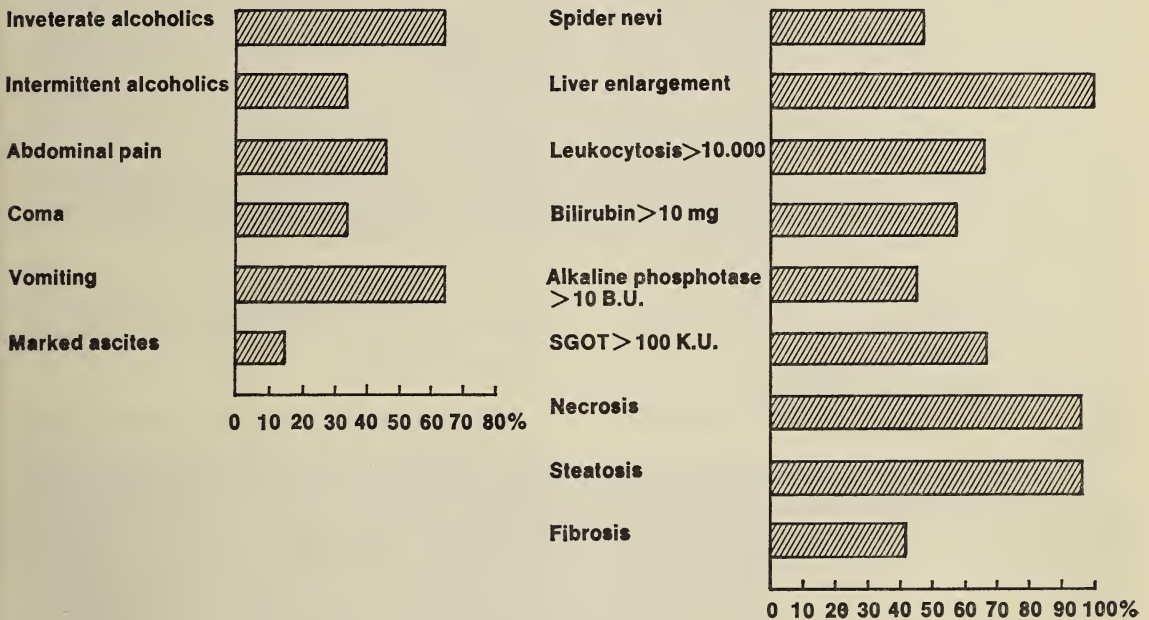 Inveterate alcoholics
Intermittent alcoholics
Abdominal pain
Coma
Vomiting
Marked ascites
0 10 20 30 40 50 60 70 80%
Spider nevi
Liver enlargement
Leukocytosis>10.000
Bilirubin>10 mg
Alkaline phosphotase
>10 B.U.
SGOT>100 K.U.
Necrosis
Steatosis
Fibrosis
0 10 20 30 40 50 60 70 80 90 100%